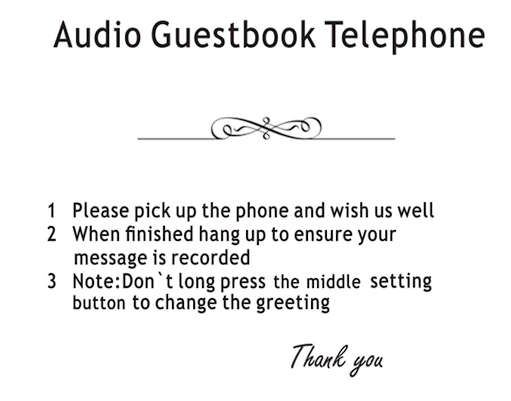 Audio Guestbook Telephone
1 Please pick up the phone and wish us well
2 When finished hang up to ensure your
message is recorded
3 Note:Don`t long press the middle setting
button to change the greeting
Thank you